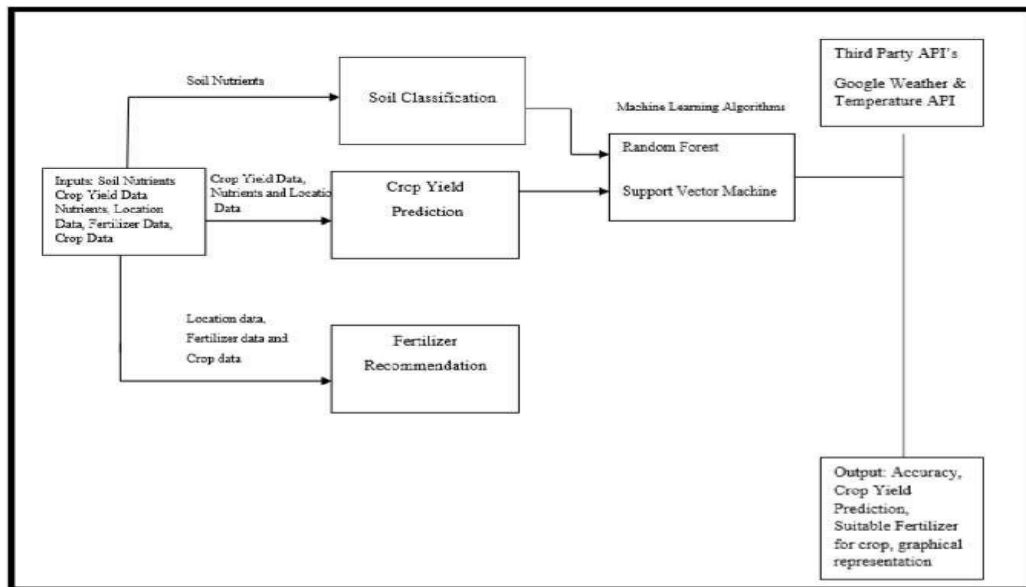 Soil Nutrients
Soil Classification
Third Party API's
Google Weather &
Temperature API
Machine Learning Algorithms
Random Forest
Support Vector Machine
Inputs: Soil Nutrients
Crop Yield Data
Nutrients, Location
Data, Fertilizer Data,
Crop Data
Crop Yield Data,
Nutrients and Locatio
Data
Crop Yield
Prediction
Location data,
Fertilizer data and
Crop data
Fertilizer
Recommendation
Output: Accuracy,
Crop Yield
Prediction,
Suitable Fertilizer
for crop, graphical
representation